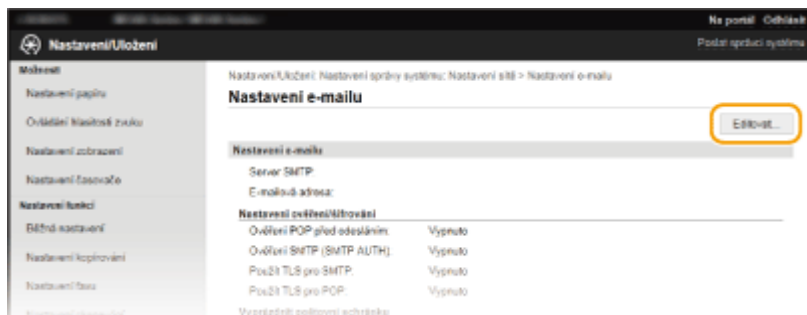 Na portál Odhlásit
Nastavení/Uložení
Poslat správci systému
Možnosti
Nastavení papíru
Ovládání hlasitosti zvuku
Nastavení zobrazení
Nastavení časovače
Nastavení funkcí
Běžná nastavení
Nastavení kopírování
Nastavení faxu
Nastavení/Uložení: Nastavení správy systému: Nastavení sítě > Nastavení e-mailu
Nastavení e-mailu
Editovat...
Nastavení e-mailu
Server SMTP:
E-mailová adresa:
Nastavení ověření/šifrování
Ověření POP před odesláním: Vypnuto
Ověření SMTP (SMTP AUTH): Vypnuto
Použít TLS pro SMTP: Vypnuto
Použít TLS pro POP: Vypnuto
Vyprázdnit poštovní schránku